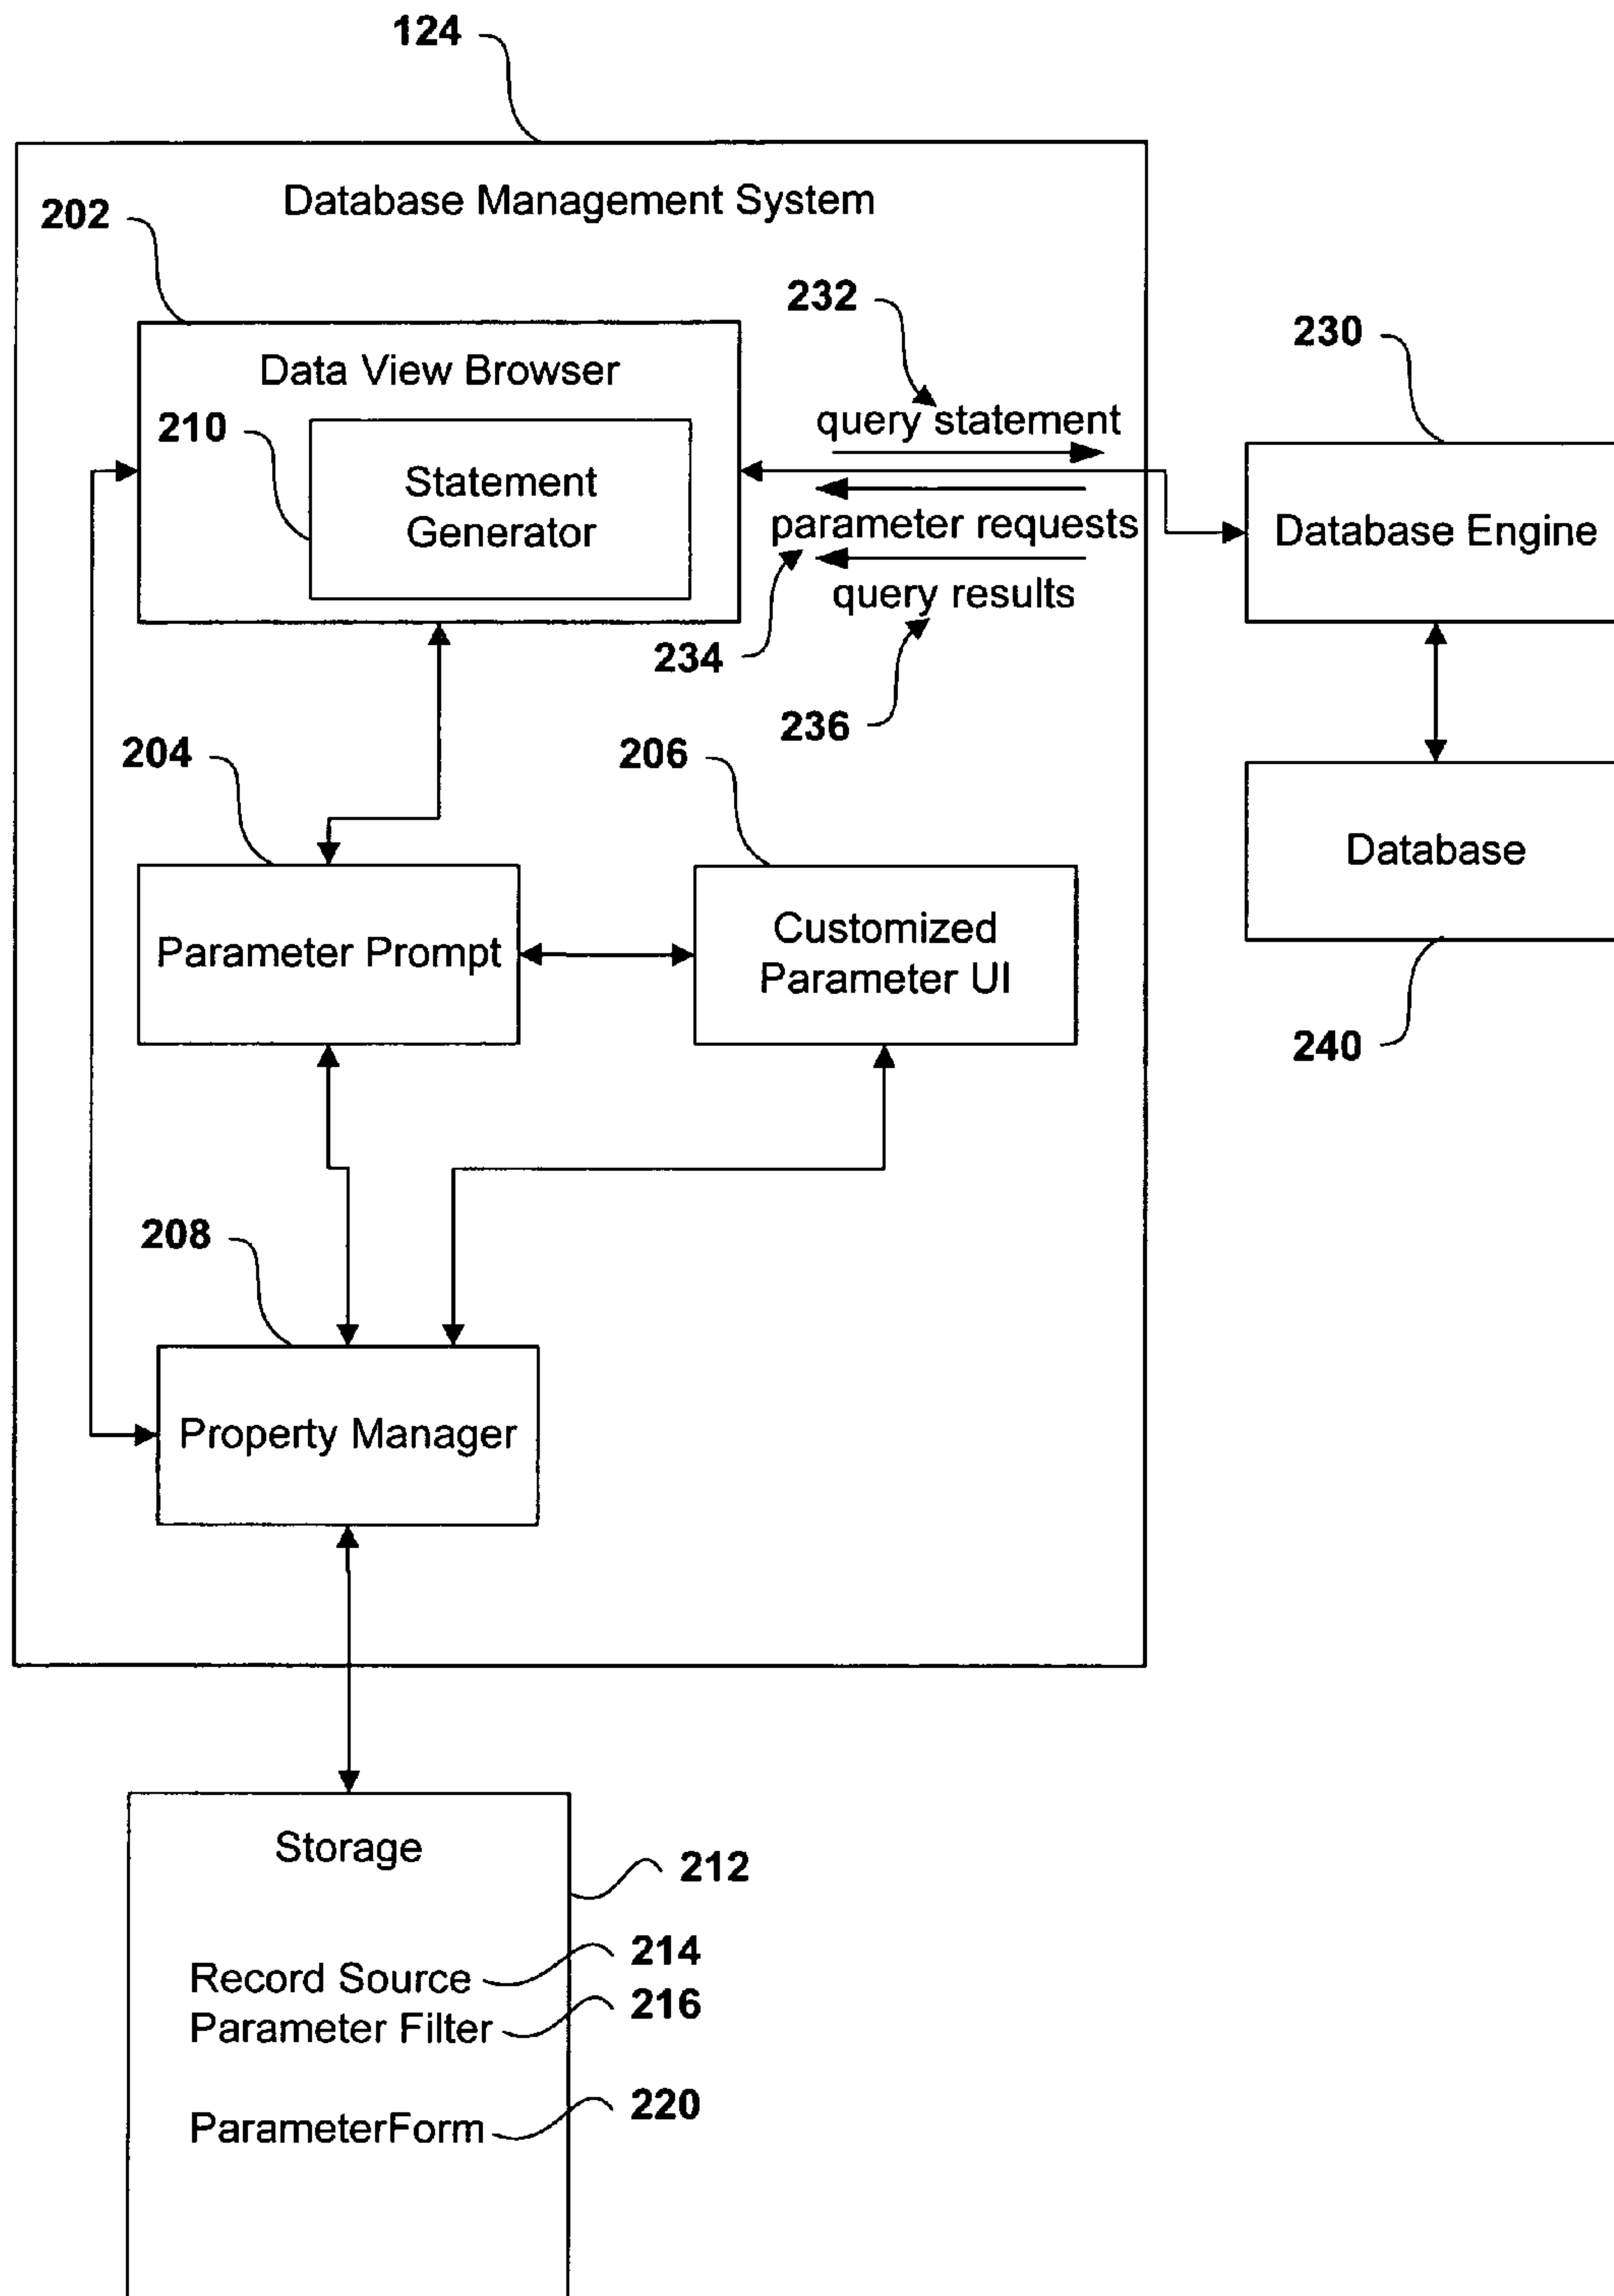 124
Database Management System
202
232
230
Data View Browser
210
query statement
Statement
Generator
parameter requests
Database Engine
query results
234
236
204
206
Database
Parameter Prompt
Customized
Parameter UI
240
208
Property Manager
Storage
212
214
Record Source
216
Parameter Filter
220
ParameterForm